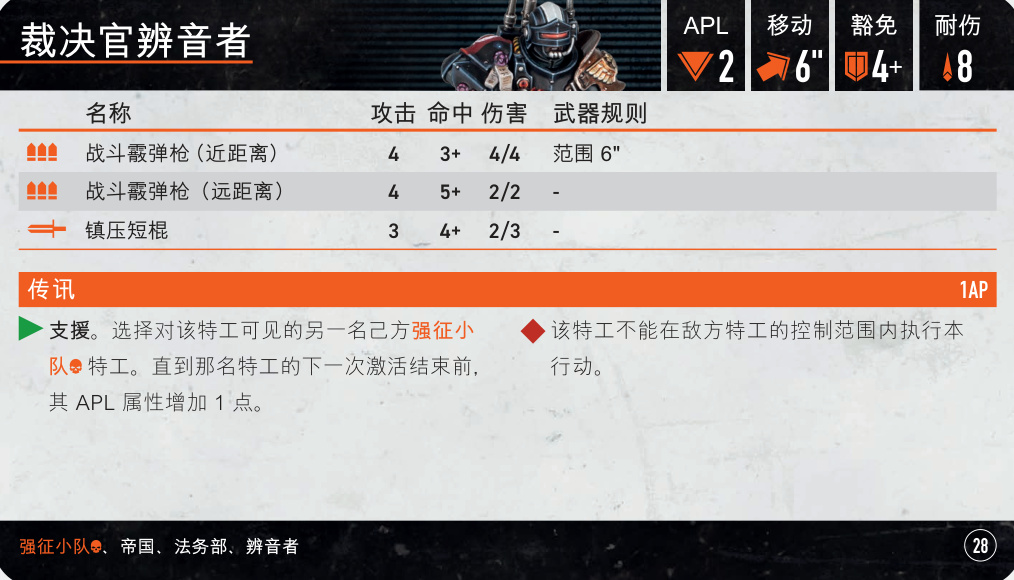 裁决官辨音者
APL 移动 豁免 耐伤
2 6" 4+ 8
名称 攻击 命中 伤害 武器规则
战斗霰弹枪（近距离） 4 3+ 4/4 范围 6"
战斗霰弹枪（远距离） 4 5+ 2/2 -
镇压短棍 3 4+ 2/3 -
传讯 1AP
支援。选择对该特工可见的另一名己方强征小
队特工。直到那名特工的下一次激活结束前,
其 APL 属性增加 1 点。
该特工不能在敌方特工的控制范围内执行本
行动。
强征小队、帝国、法务部、辨音者 28